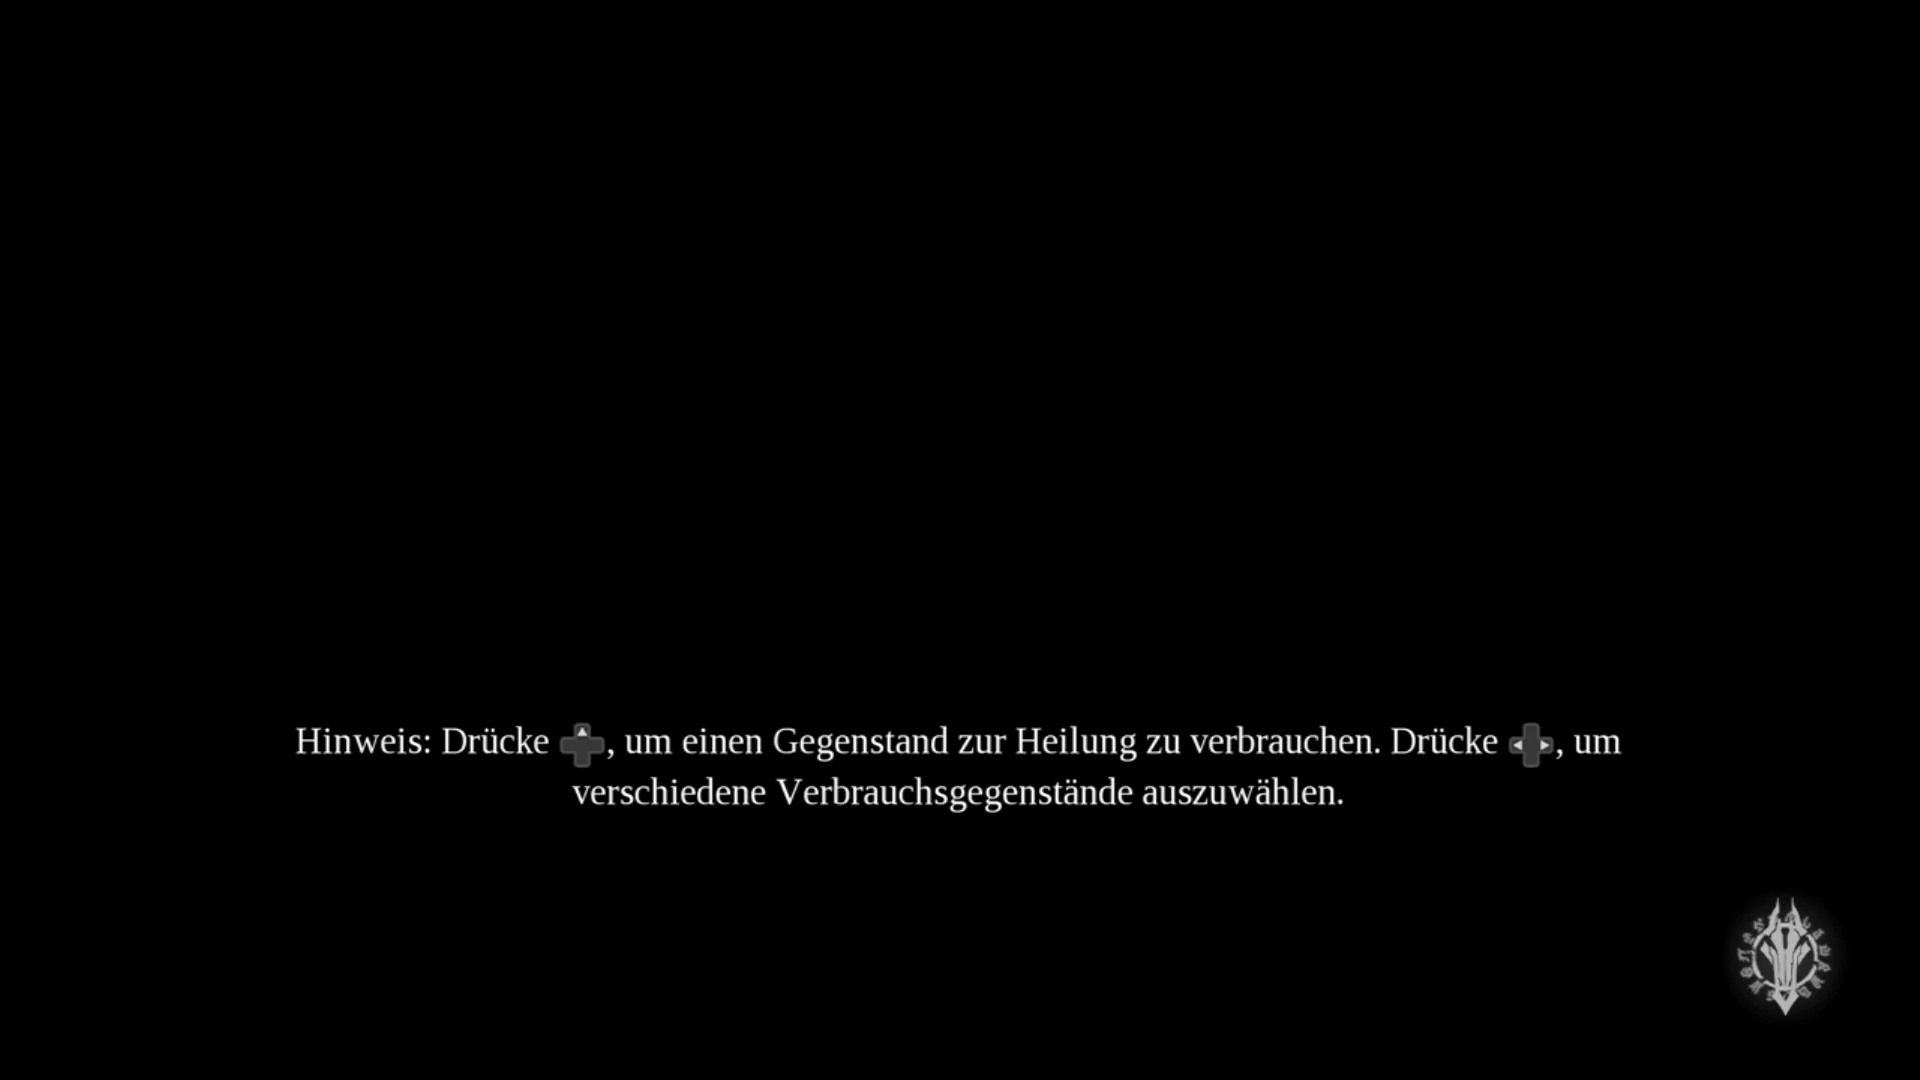 Hinweis: Drücke , um einen Gegenstand zur Heilung zu verbrauchen. Drücke , um
verschiedene Verbrauchsgegenstände auszuwählen.